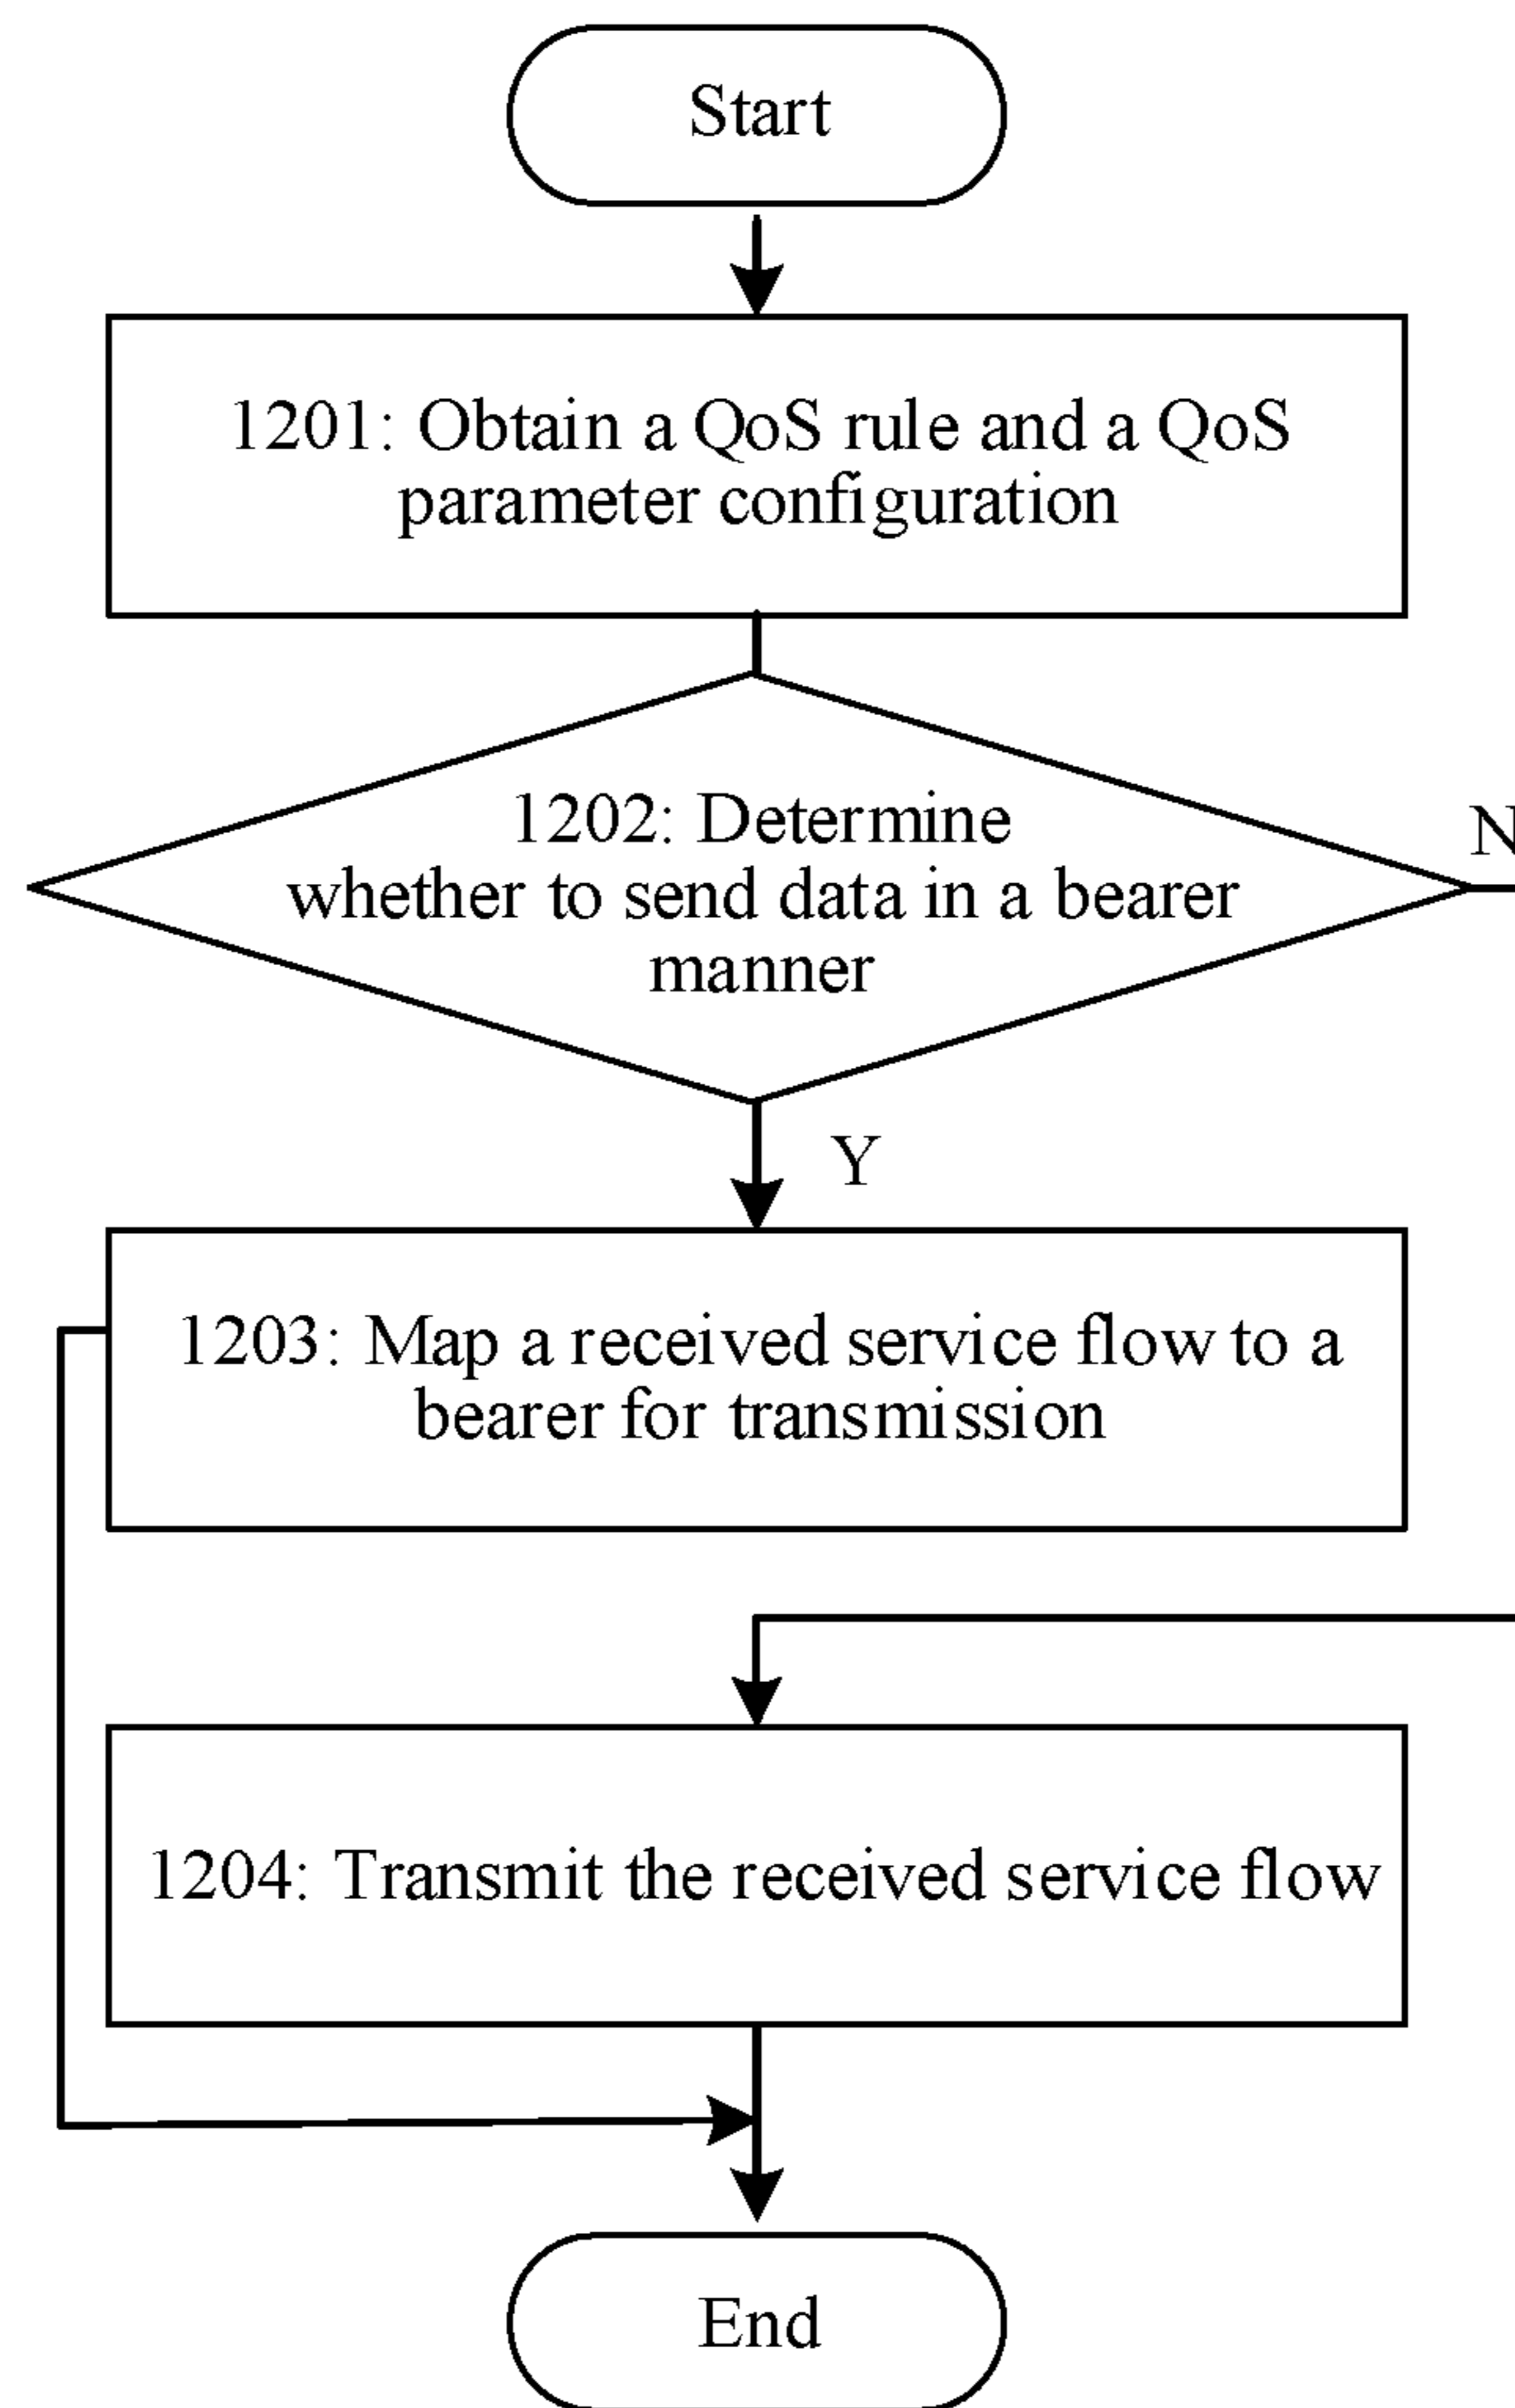 Start
1201: Obtain a QoS rule and a QoS
parameter configuration
1202: Determine
whether to send data in a bearer
manner
N
Y
1203: Map a received service flow to a
bearer for transmission
1204: Transmit the received service flow
End